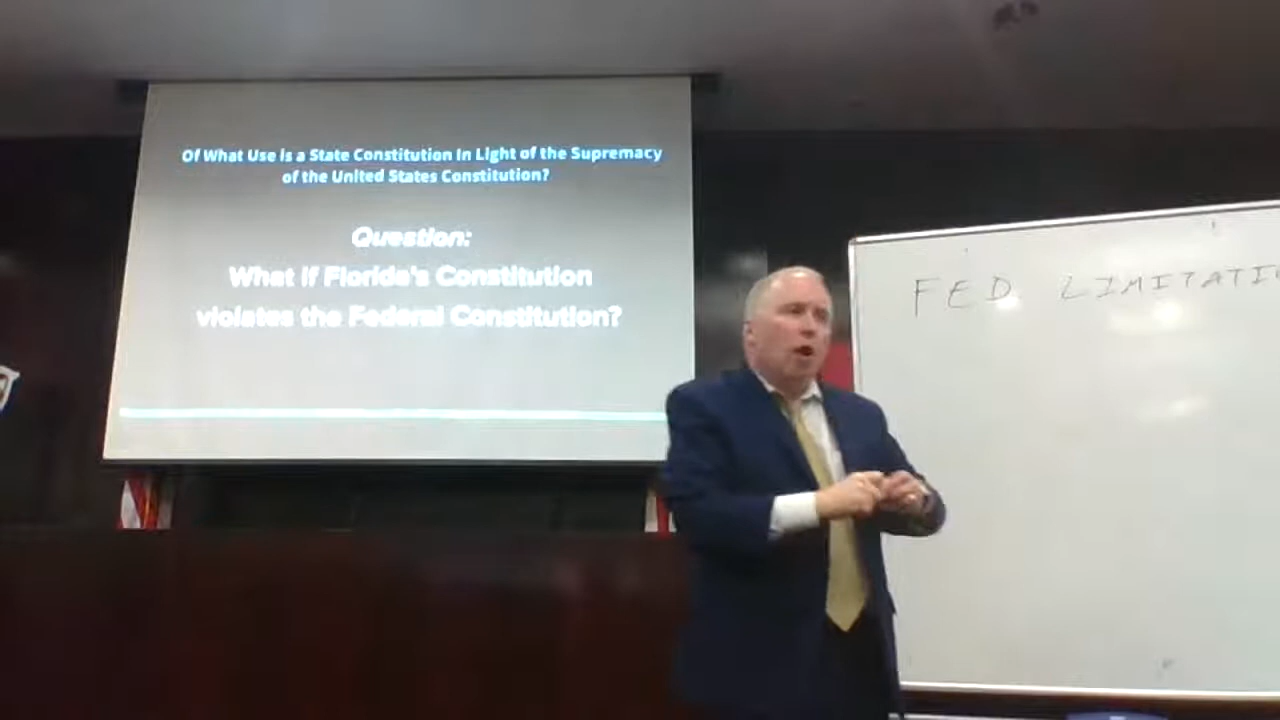 Of What Use is a State Constitution In Light of the Supremacy
of the United States Constitution?
Question:
What if Florida's Constitution
violates the Federal Constitution?
FED LIMITATI